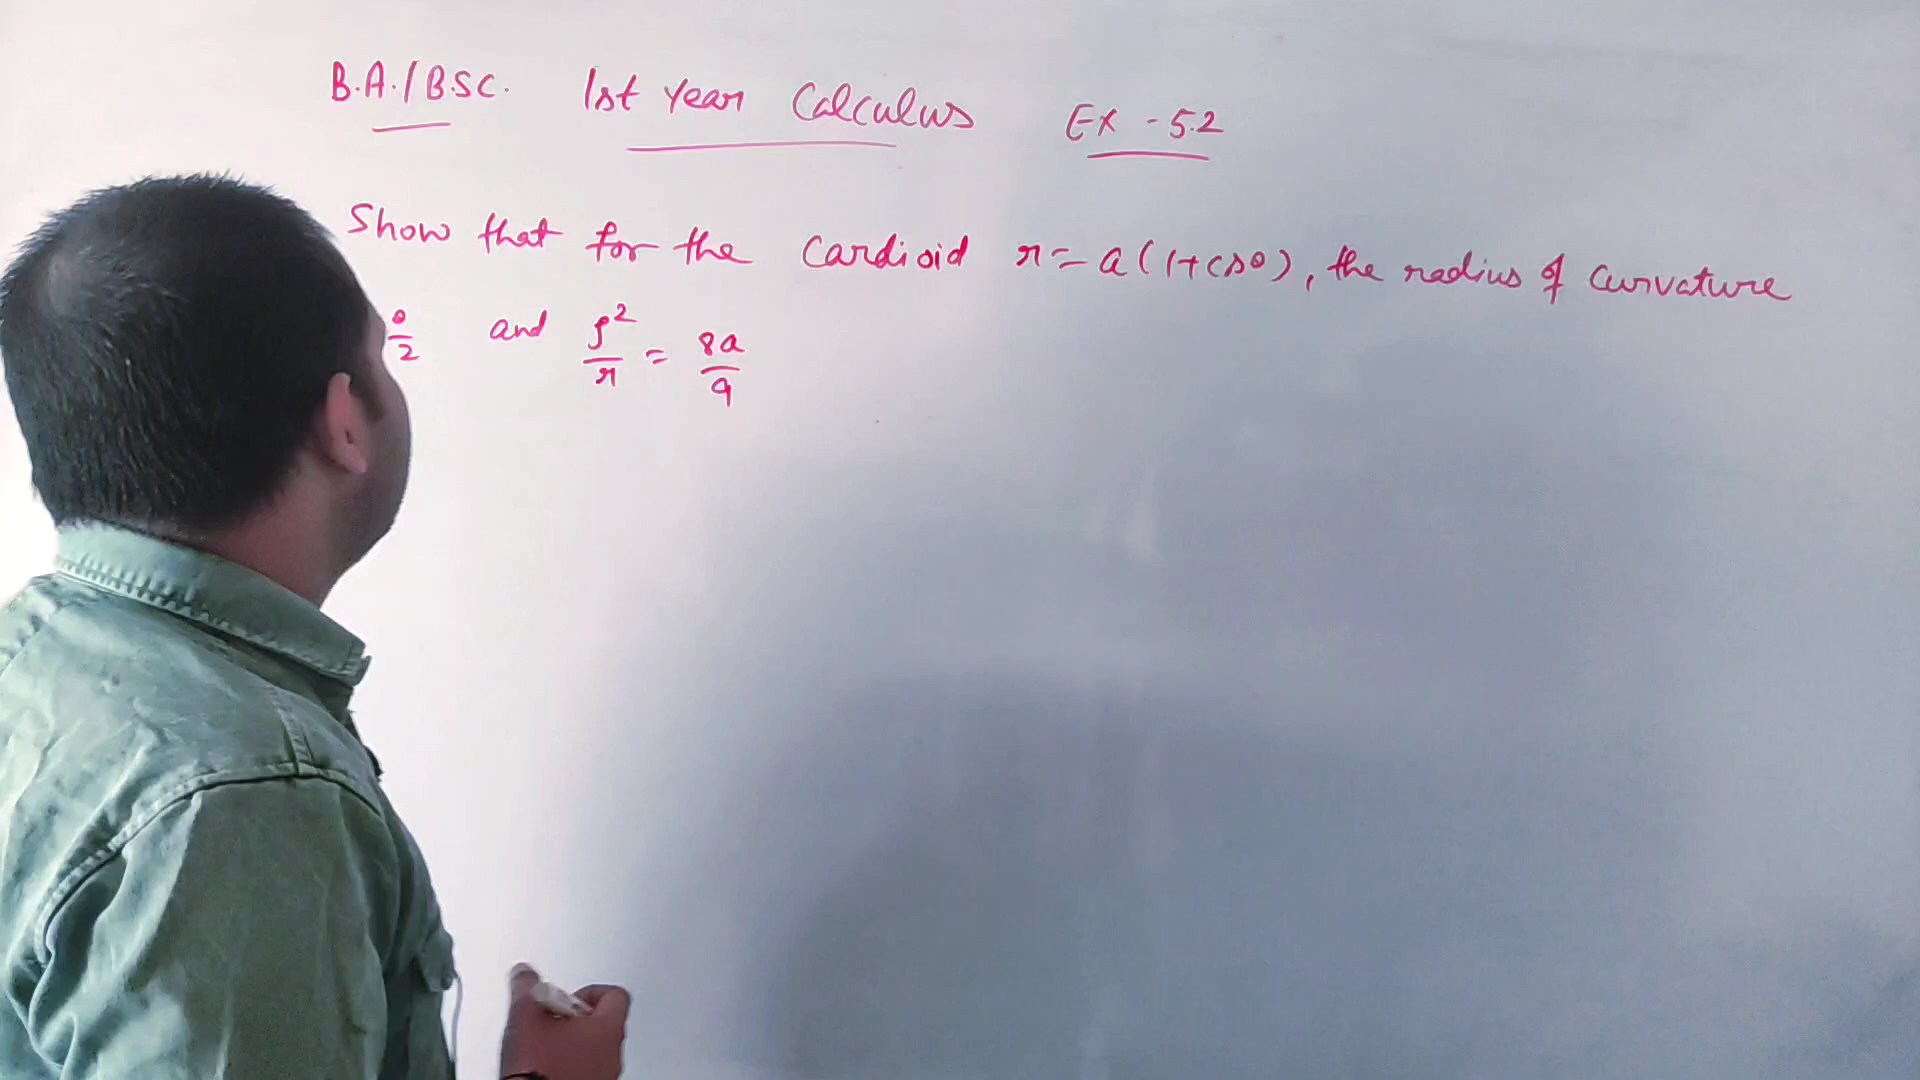 B.A./B.SC. 1st Year Calculus Ex - 5.2
Show that for the Cardioid r = a(1+cosθ), the radius of Curvature
θ/2 and ρ²/r = 8a/9